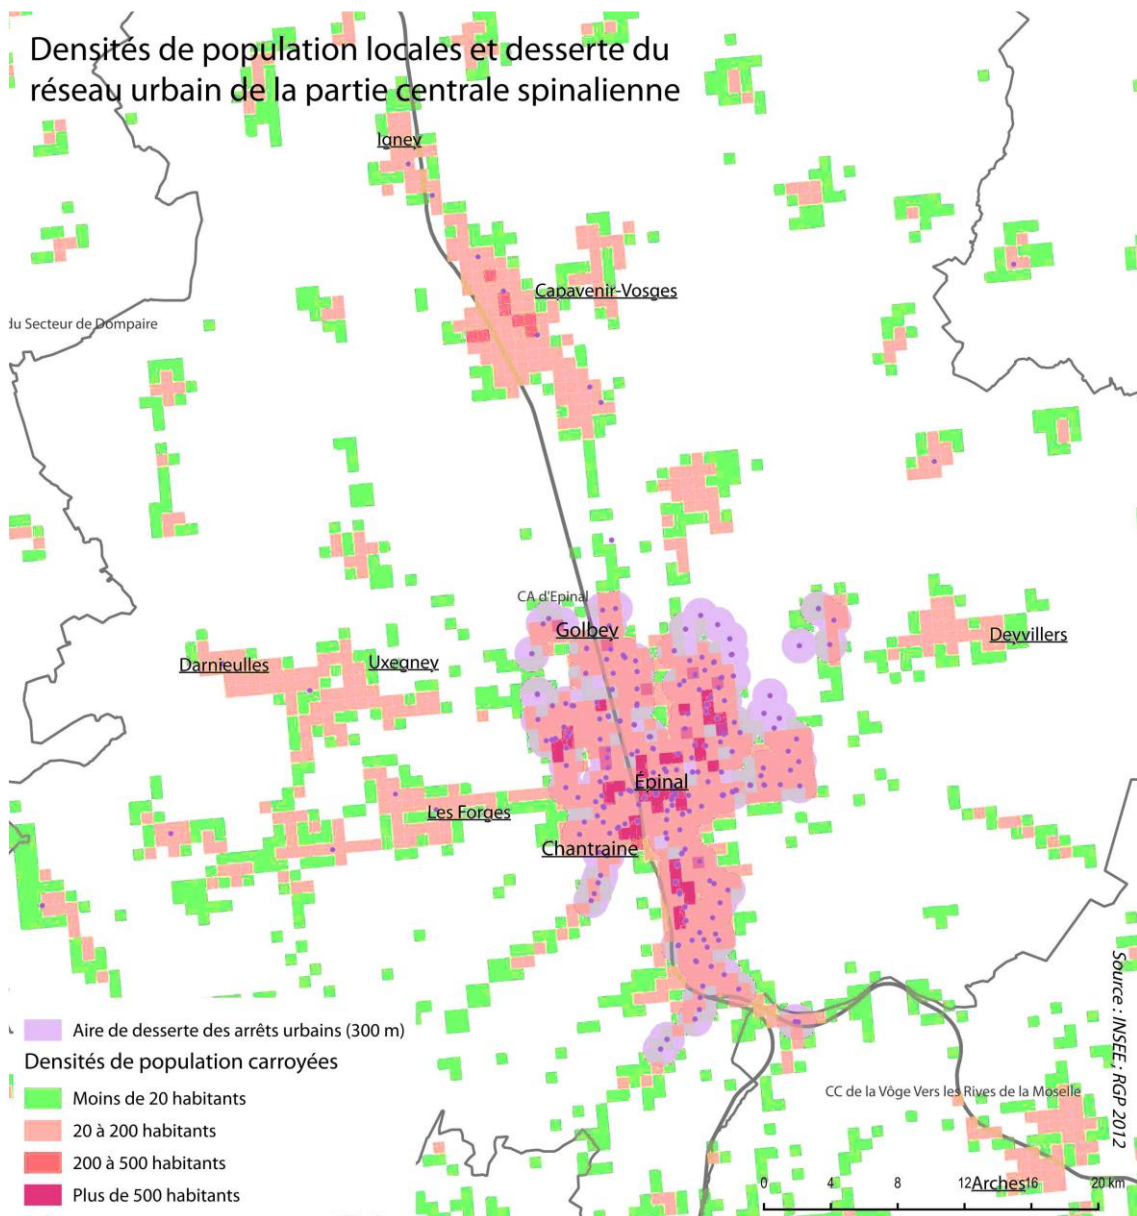 Densités de population locales et desserte du
réseau urbain de la partie centrale spinalienne
Igney
Capavenir-Vosges
du Secteur de Dompaire
CA d'Epinal
Golbey
Deyvillers
Darnieulles
Uxegney
Épinal
Les Forges
Chantraine
Source : INSEE ; RGP 2012
Aire de desserte des arrêts urbains (300 m)
Densités de population carroyées
Moins de 20 habitants
20 à 200 habitants
200 à 500 habitants
Plus de 500 habitants
CC de la Vôge Vers les Rives de la Moselle
0 4 8 12 16 20 km
Arches